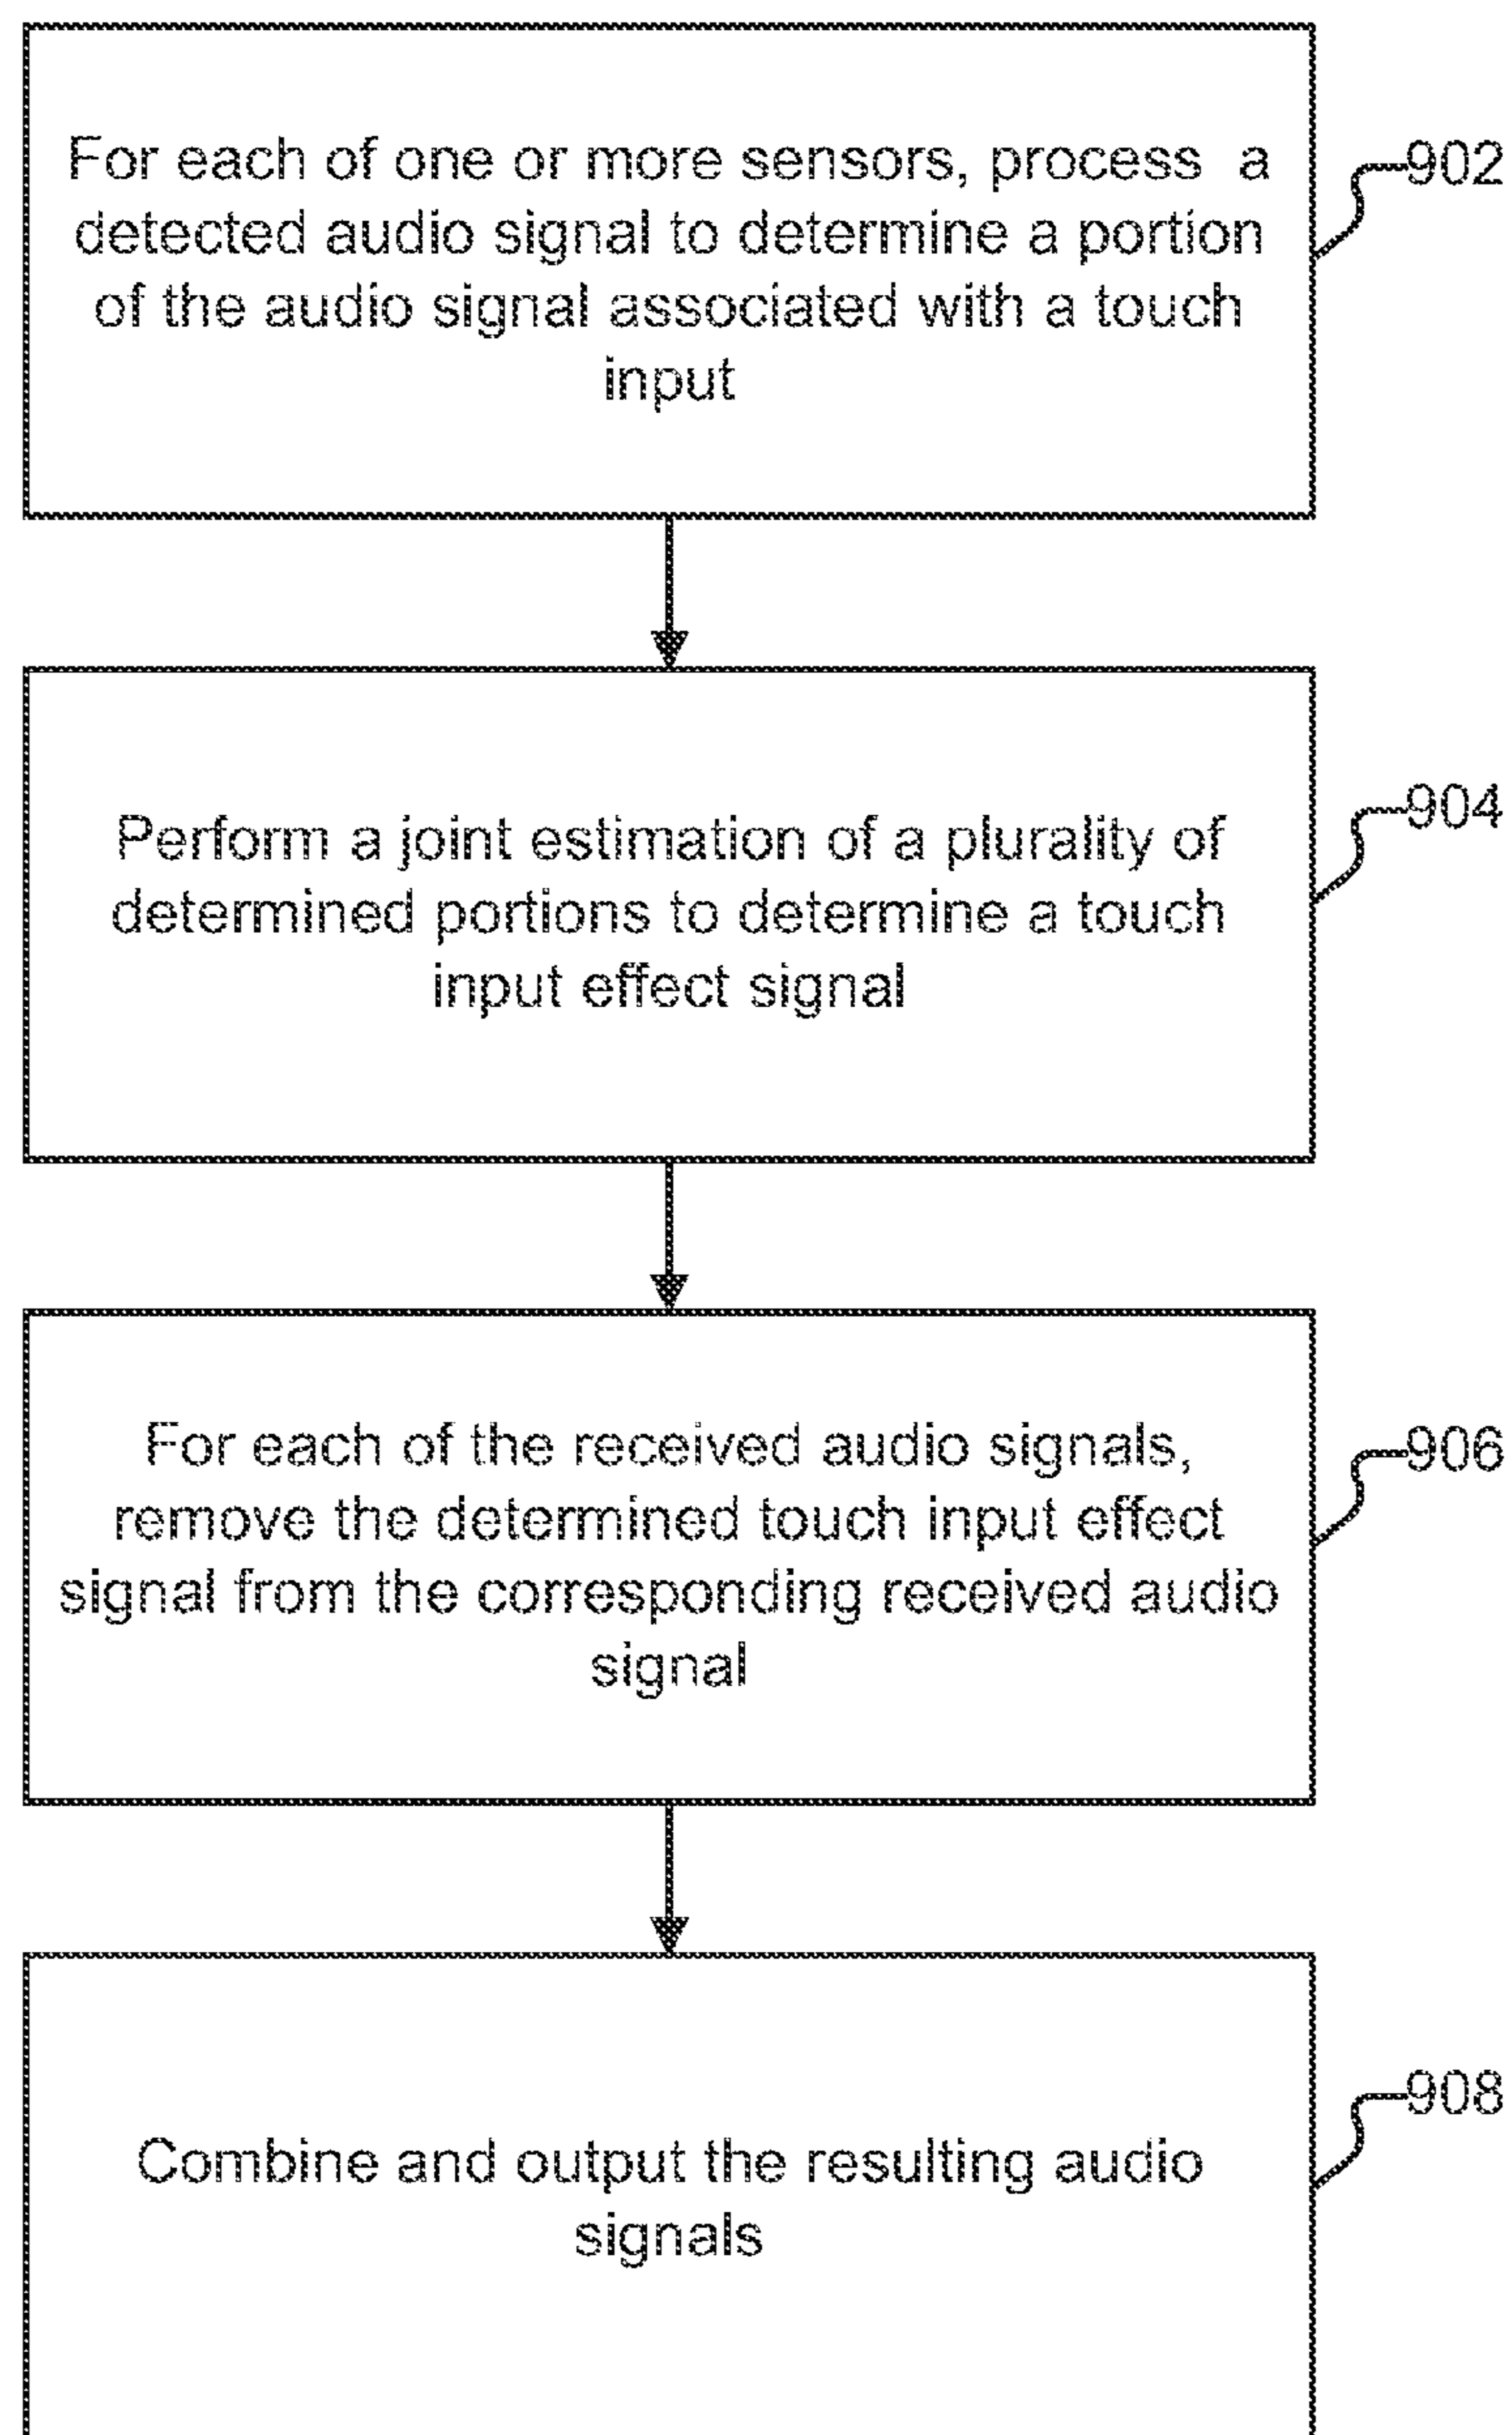 For each of one or more sensors, process a
detected audio signal to determine a portion
of the audio signal associated with a touch
input
902
Perform a joint estimation of a plurality of
determined portions to determine a touch
input effect signal
904
For each of the received audio signals,
remove the determined touch input effect
signal from the corresponding received audio
signal
906
Combine and output the resulting audio
signals
908